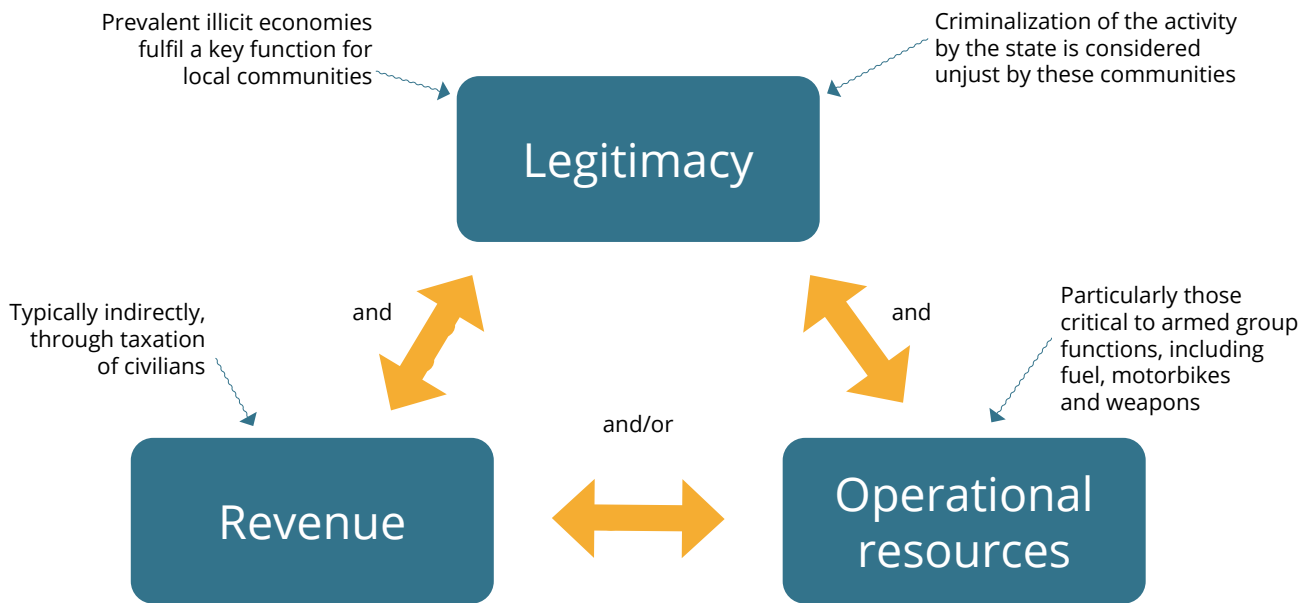 Prevalent illicit economies
fulfil a key function for
local communities
Criminalization of the activity
by the state is considered
unjust by these communities
Legitimacy
Typically indirectly,
through taxation
of civilians
and
and
Particularly those
critical to armed group
functions, including
fuel, motorbikes
and weapons
and/or
Revenue
Operational
resources